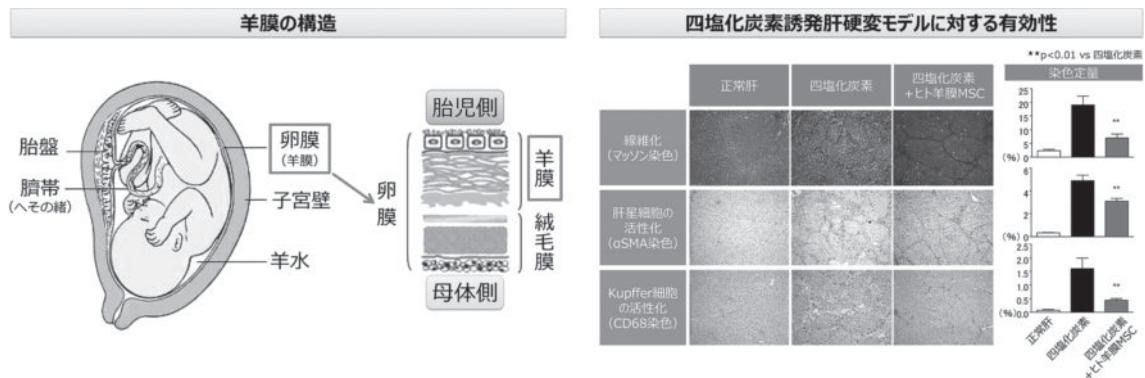 羊膜の構造
胎盤
臍帯
(へその緒)
卵膜
(羊膜)
子宮壁
羊水
胎児側
卵膜
羊膜
絨毛膜
母体側
四塩化炭素誘発肝硬変モデルに対する有効性
**p<0.01 vs 四塩化炭素
正常肝
四塩化炭素
四塩化炭素
+ヒト羊膜MSC
染色定量
線維化
(マッソン染色)
25
20
15
10
5
0
(%)
**
肝星細胞の
活性化
(αSMA染色)
6
4
2
0
(%)
**
Kupffer細胞
の活性化
(CD68染色)
2.5
2.0
1.5
1.0
0.5
0.0
(%)
**
正常肝
四塩化炭素
四塩化炭素
+ヒト羊膜MSC